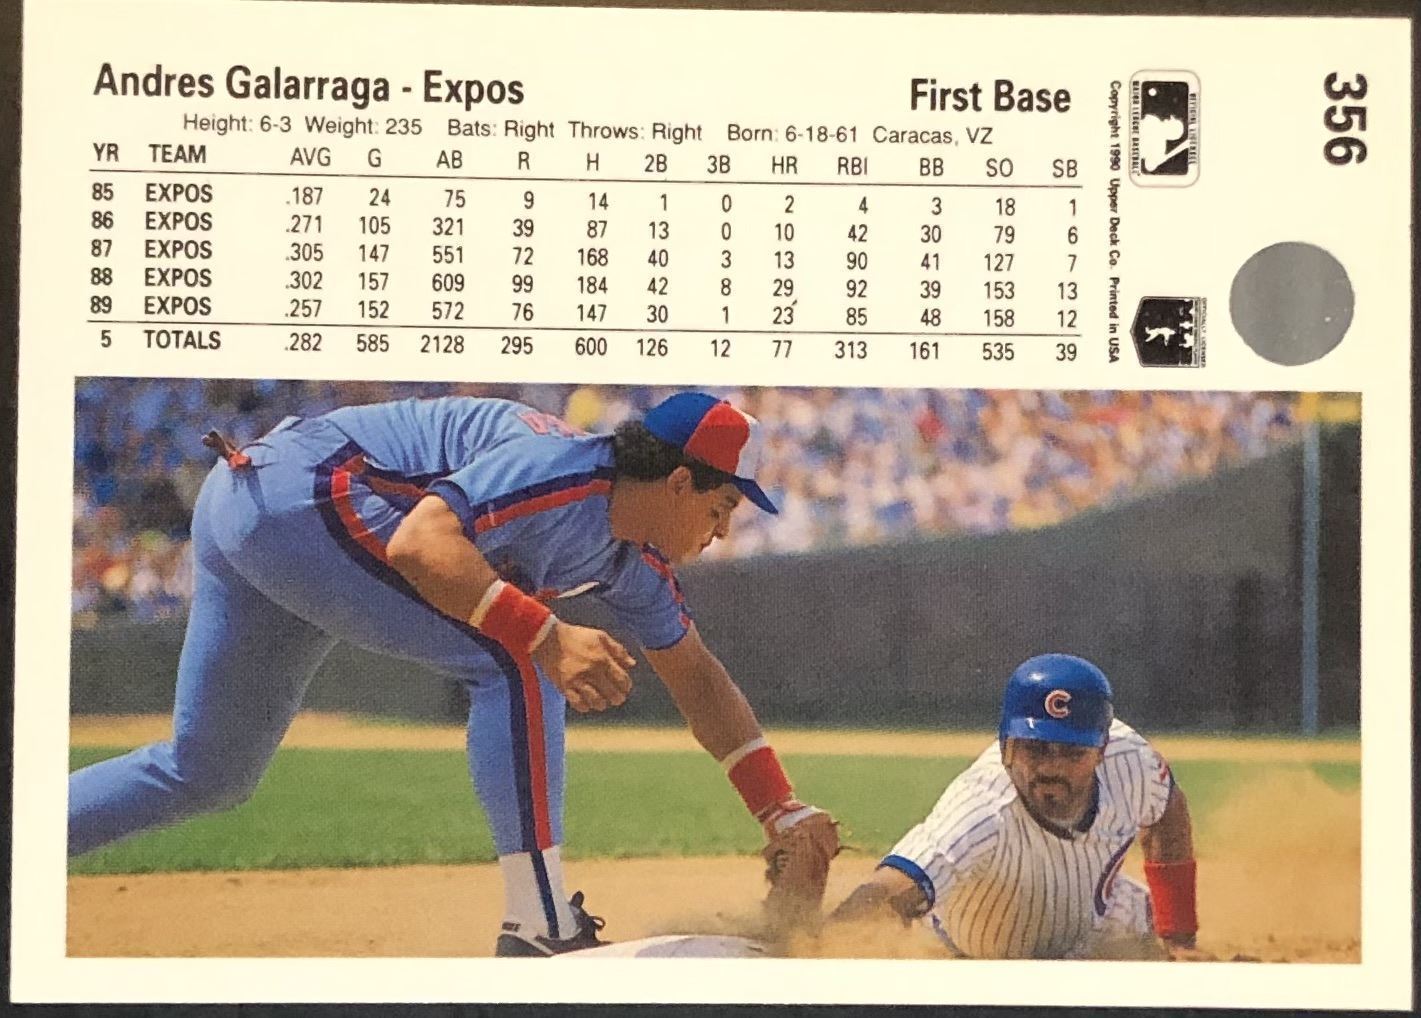 Andres Galarraga - Expos First Base
Height: 6-3 Weight: 235 Bats: Right Throws: Right Born: 6-18-61 Caracas, VZ
YR TEAM AVG G AB R H 2B 3B HR RBI BB SO SB
85 EXPOS .187 24 75 9 14 1 0 2 4 3 18 1
86 EXPOS .271 105 321 39 87 13 0 10 42 30 79 6
87 EXPOS .305 147 551 72 168 40 3 13 90 41 127 7
88 EXPOS .302 157 609 99 184 42 8 29 92 39 153 13
89 EXPOS .257 152 572 76 147 30 1 23 85 48 158 12
5 TOTALS .282 585 2128 295 600 126 12 77 313 161 535 39
Copyright 1990 Upper Deck Co. Printed in USA
MAJOR LEAGUE BASEBALL
OFFICIAL LICENSEE
356
C